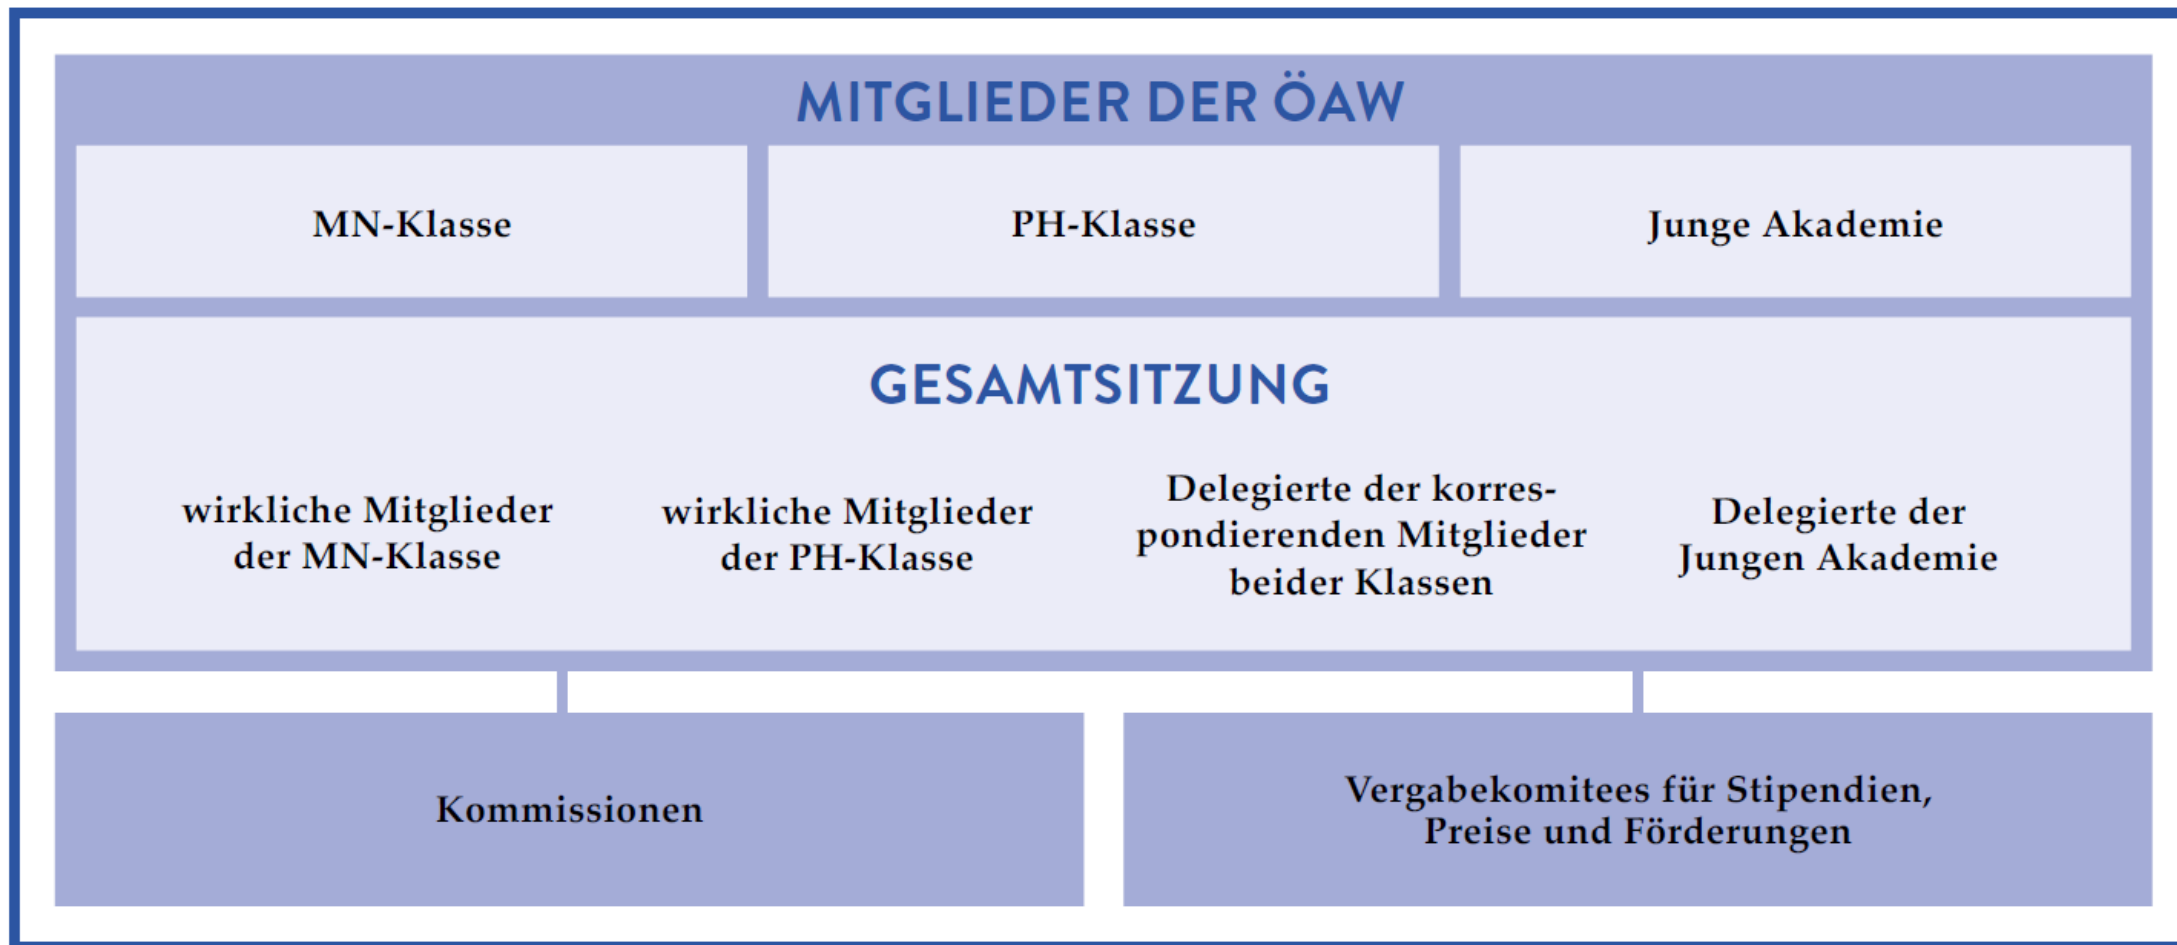 MITGLIEDER DER ÖAW
MN-Klasse
PH-Klasse
Junge Akademie
GESAMTSITZUNG
wirkliche Mitglieder
der MN-Klasse
wirkliche Mitglieder
der PH-Klasse
Delegierte der korres-
pondierenden Mitglieder
beider Klassen
Delegierte der
Jungen Akademie
Kommissionen
Vergabekomitees für Stipendien,
Preise und Förderungen